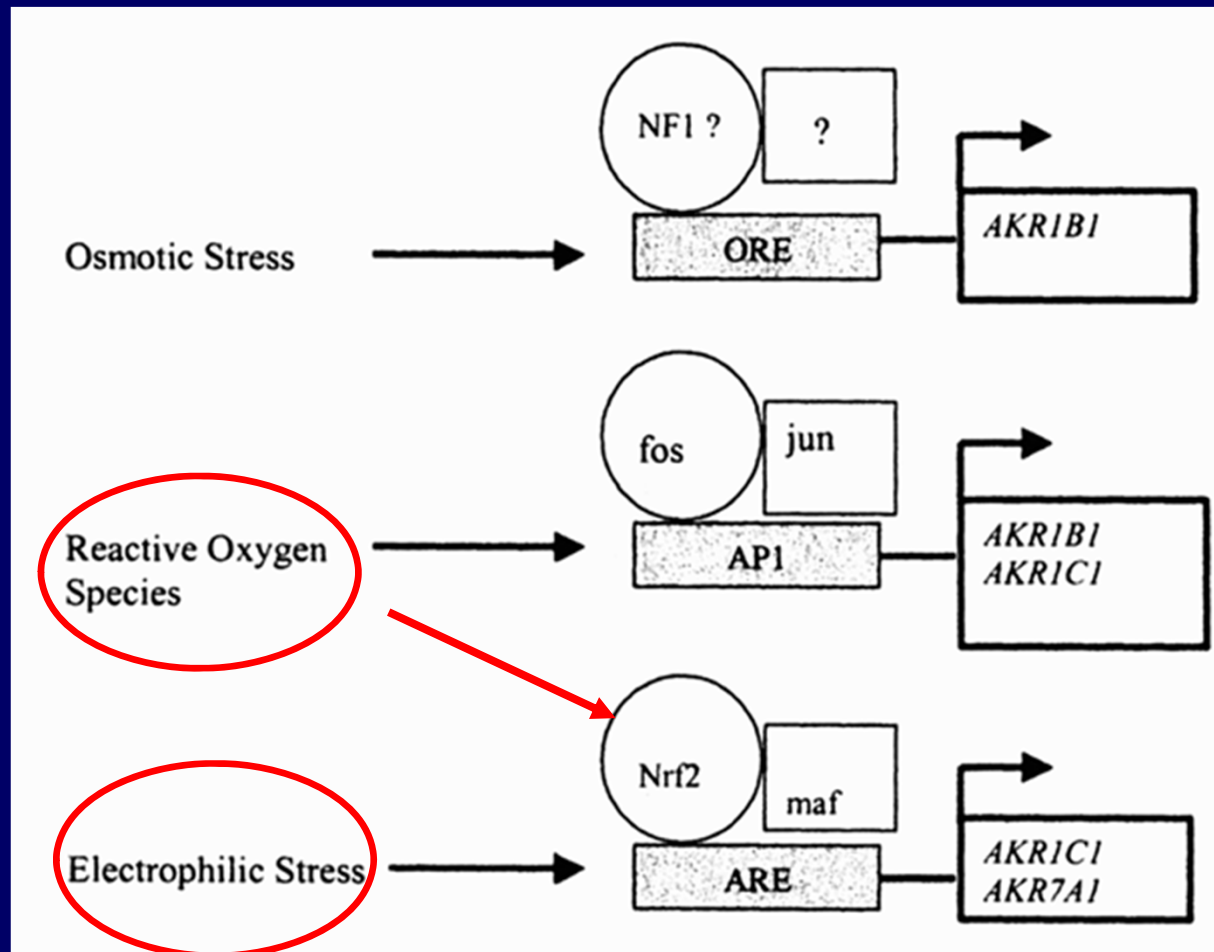 NF1 ?
?
Osmotic Stress
ORE
AKR1B1
fos
jun
Reactive Oxygen
Species
AP1
AKR1B1
AKR1C1
Nrf2
maf
Electrophilic Stress
ARE
AKR1C1
AKR7A1